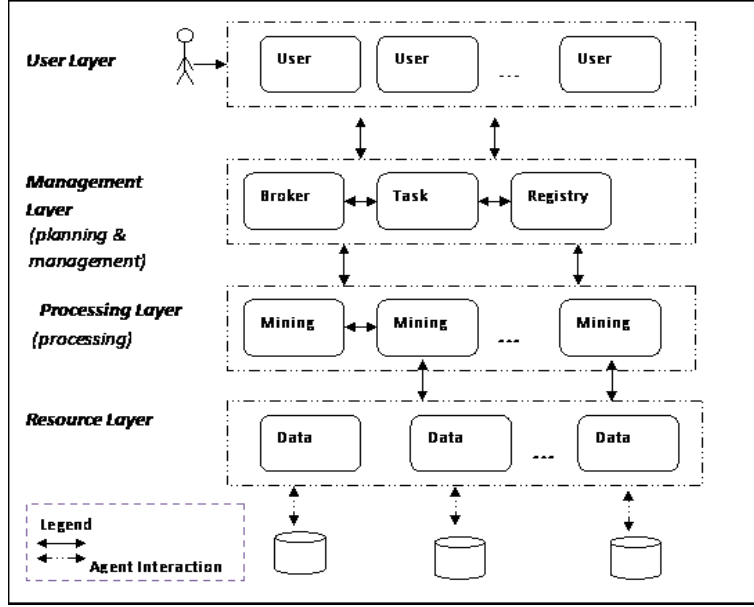 User Layer
User User ... User
Management
Layer
(planning &
management)
Broker Task Registry
Processing Layer
(processing)
Mining Mining ... Mining
Resource Layer
Data Data ... Data
Legend
Agent Interaction